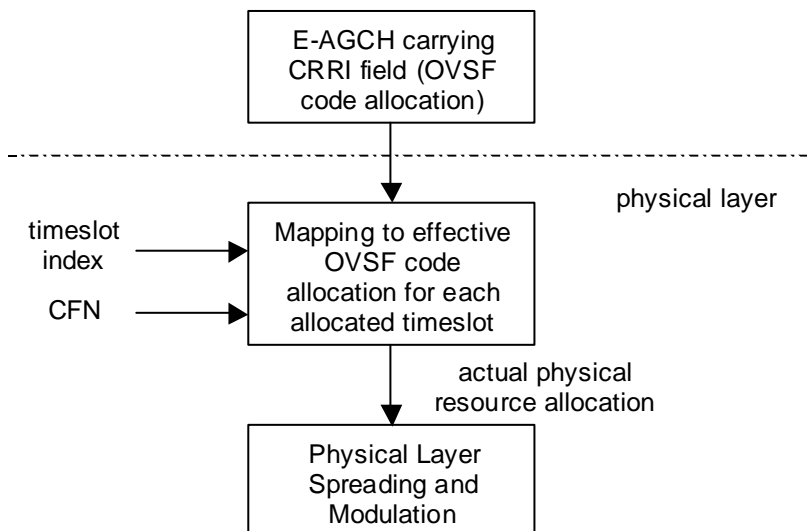 E-AGCH carrying
CRRI field (OVSF
code allocation)
physical layer
timeslot
index
CFN
Mapping to effective
OVSF code
allocation for each
allocated timeslot
actual physical
resource allocation
Physical Layer
Spreading and
Modulation